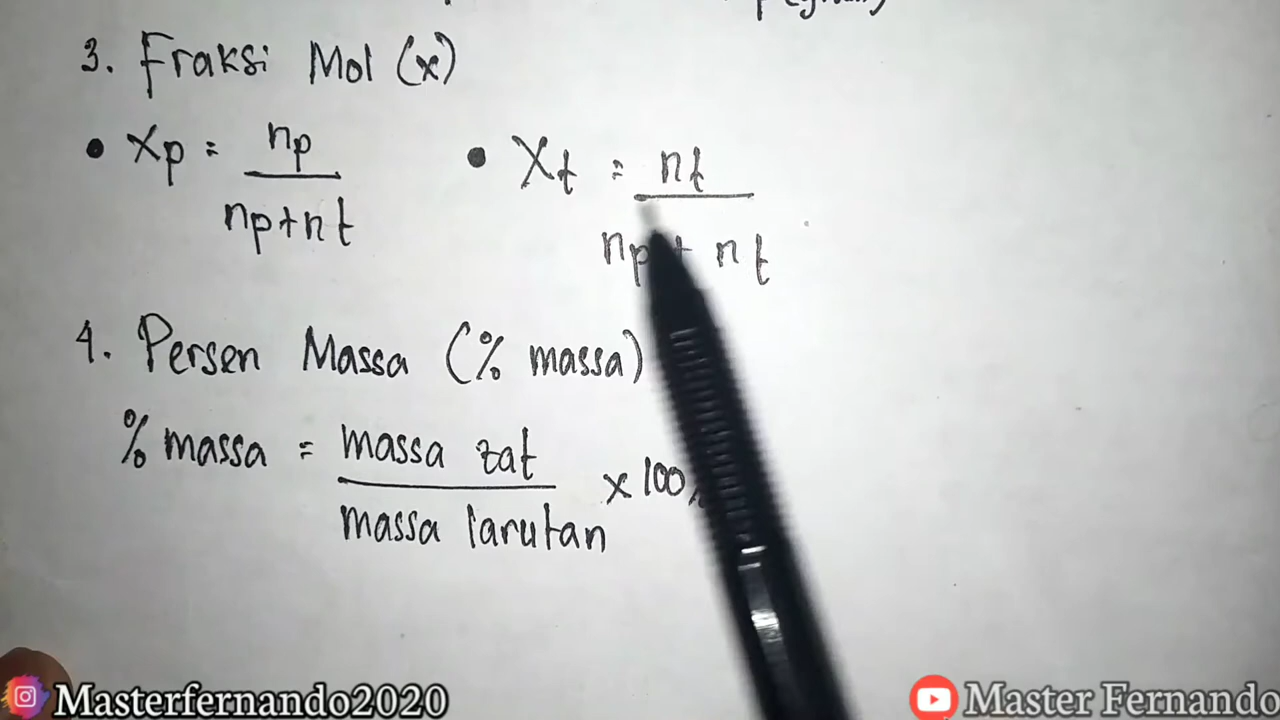 3. Fraksi Mol (x)
• Xp = np / np+nt
• Xt = nt / np + nt
4. Persen Massa (% massa)
% massa = massa zat / massa larutan x 100%
Masterfernando2020
Master Fernando